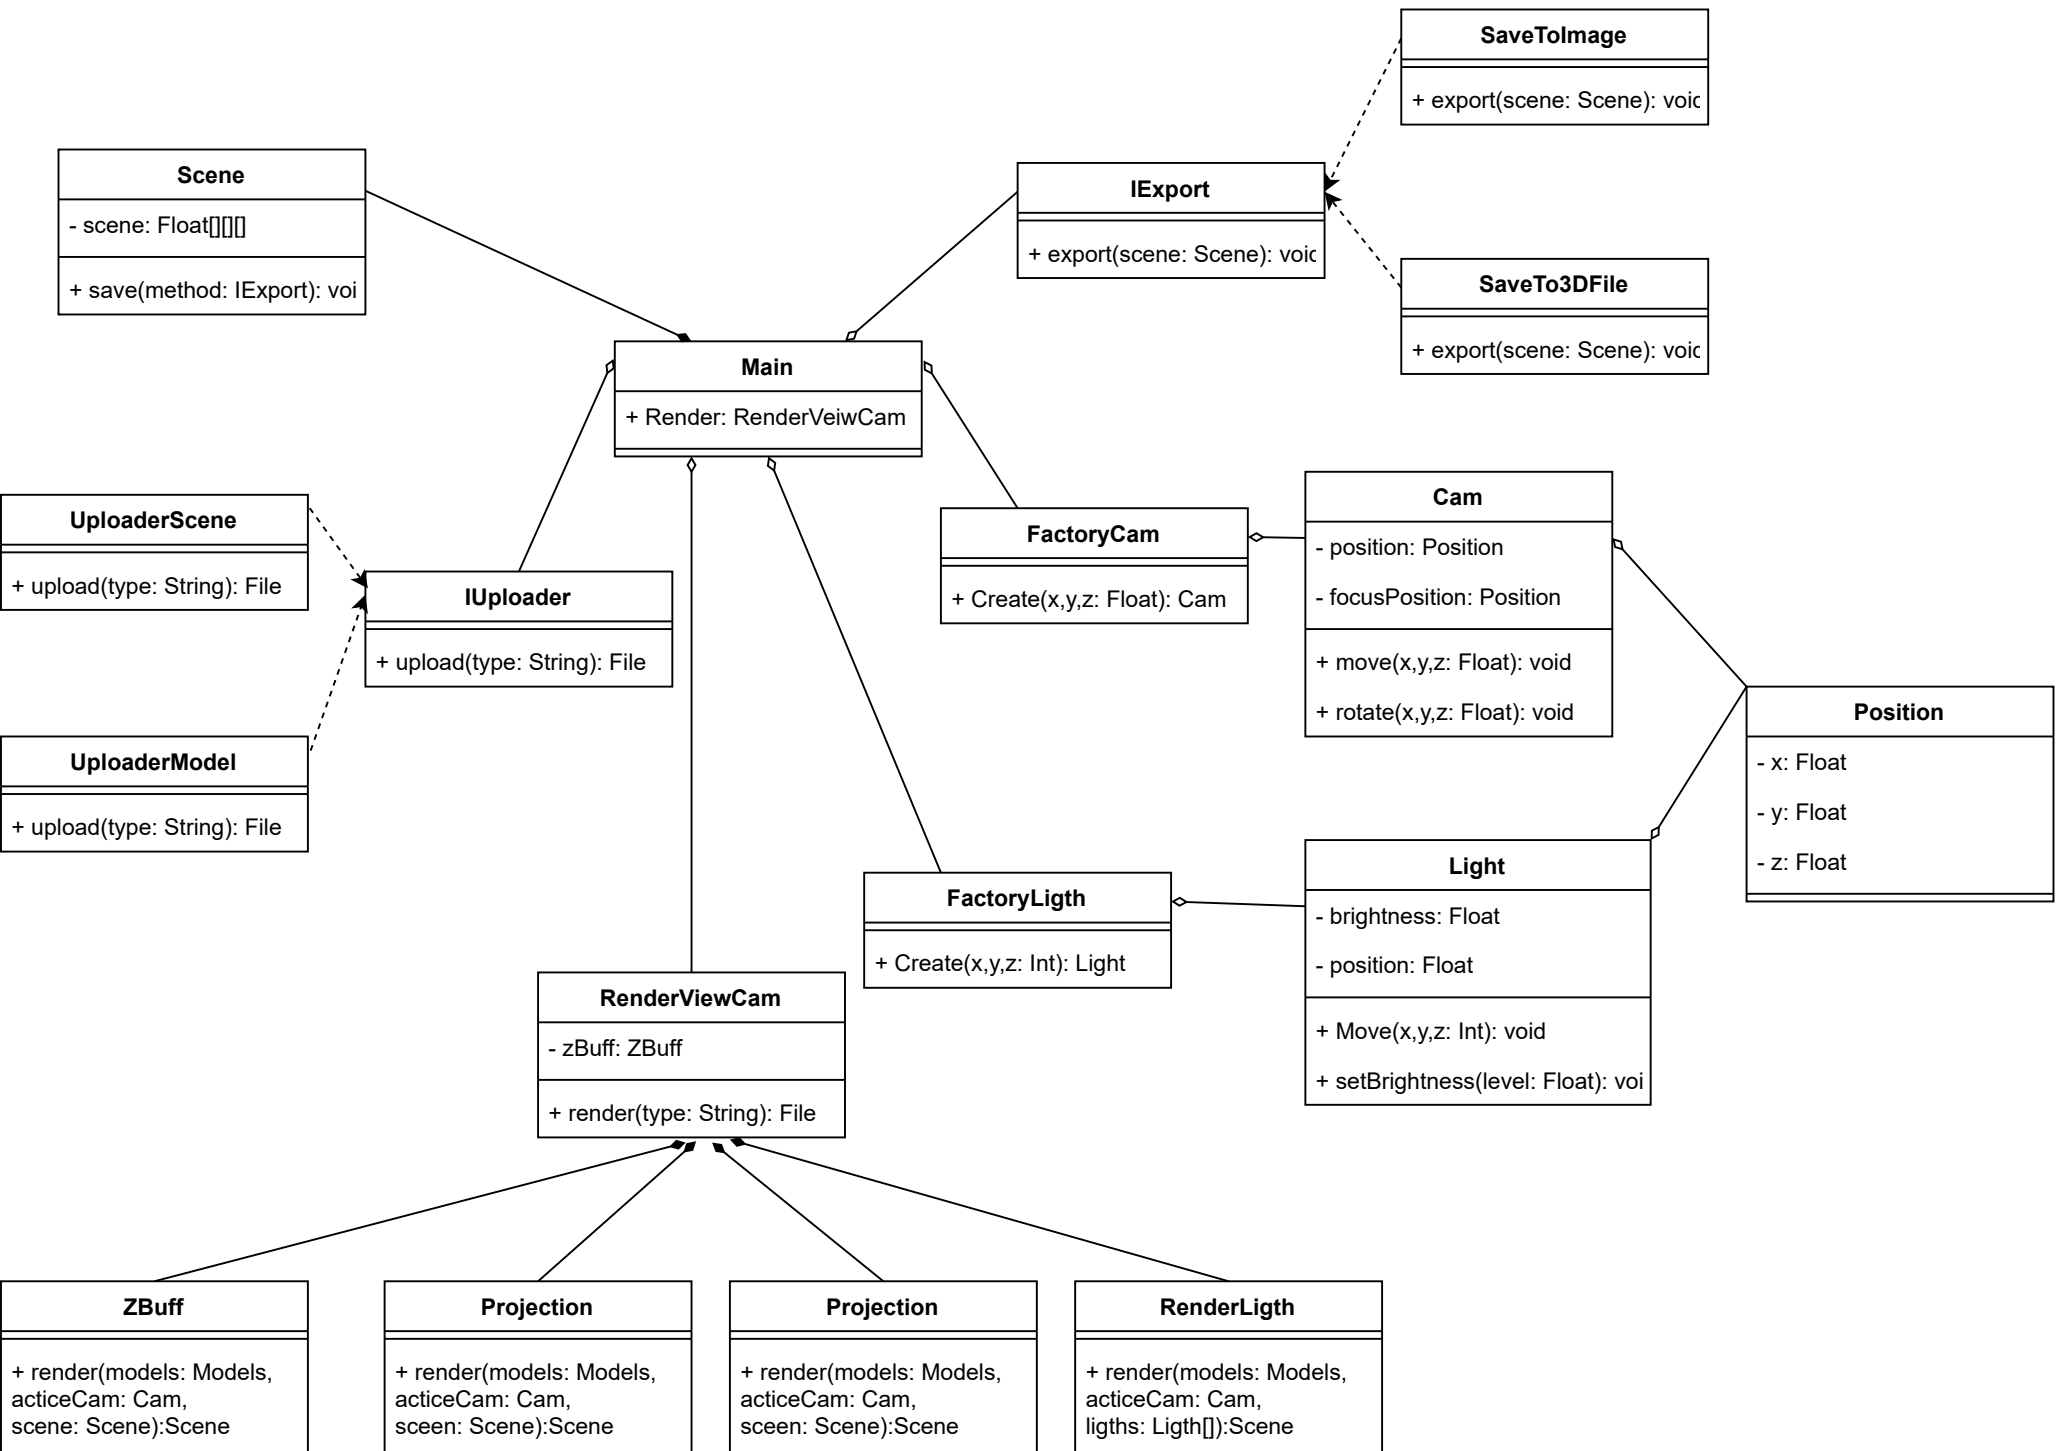 SaveToImage
+ export(scene: Scene): voic
Scene
- scene: Float[][][]
+ save(method: IExport): voi
IExport
+ export(scene: Scene): voic
SaveTo3DFile
+ export(scene: Scene): voic
Main
+ Render: RenderVeiwCam
UploaderScene
+ upload(type: String): File
IUploader
+ upload(type: String): File
UploaderModel
+ upload(type: String): File
FactoryCam
+ Create(x,y,z: Float): Cam
Cam
- position: Position
- focusPosition: Position
+ move(x,y,z: Float): void
+ rotate(x,y,z: Float): void
Position
- x: Float
- y: Float
- z: Float
FactoryLigth
+ Create(x,y,z: Int): Light
Light
- brightness: Float
- position: Float
+ Move(x,y,z: Int): void
+ setBrightness(level: Float): voi
RenderViewCam
- zBuff: ZBuff
+ render(type: String): File
ZBuff
+ render(models: Models,
acticeCam: Cam,
scene: Scene):Scene
Projection
+ render(models: Models,
acticeCam: Cam,
sceen: Scene):Scene
Projection
+ render(models: Models,
acticeCam: Cam,
sceen: Scene):Scene
RenderLigth
+ render(models: Models,
acticeCam: Cam,
ligths: Ligth[]):Scene